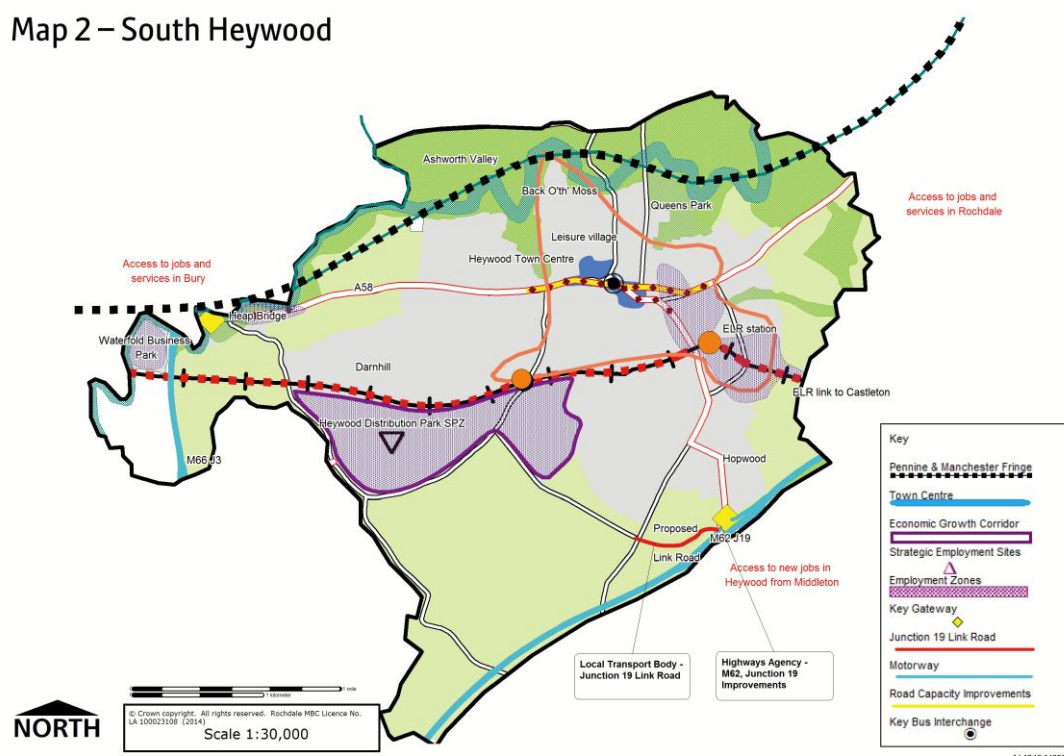 Map 2 – South Heywood
Ashworth Valley
Back O'th' Moss
Queens Park
Access to jobs and
services in Rochdale
Leisure village
Heywood Town Centre
Access to jobs and
services in Bury
A58
Heap Bridge
Waterfold Business
Park
ELR station
Darnhill
ELR link to Castleton
Heywood Distribution Park SPZ
M66 J3
Hopwood
Proposed
M62 J19
Link Road
Access to new jobs in
Heywood from Middleton
Local Transport Body -
Junction 19 Link Road
Highways Agency -
M62, Junction 19
Improvements
Key
Pennine & Manchester Fringe
Town Centre
Economic Growth Corridor
Strategic Employment Sites
Employment Zones
Key Gateway
Junction 19 Link Road
Motorway
Road Capacity Improvements
Key Bus Interchange
1 mile
1 kilometer
NORTH
© Crown copyright. All rights reserved. Rochdale MBC Licence No.
LA 100023108 (2014)
Scale 1:30,000